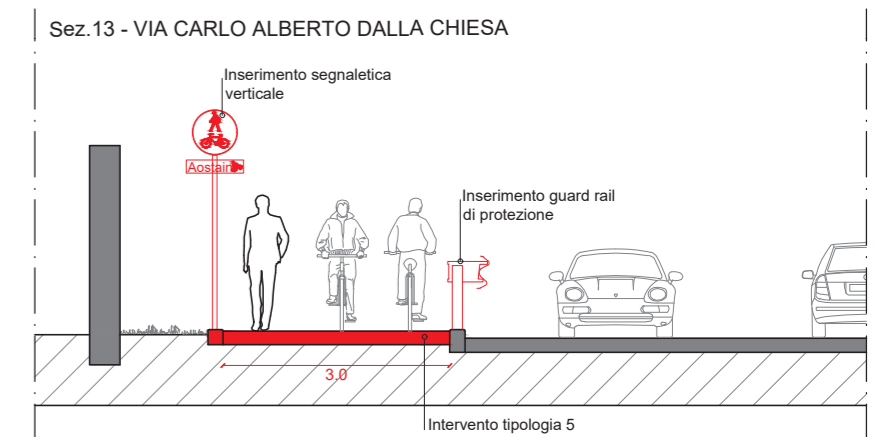 Sez.13 - VIA CARLO ALBERTO DALLA CHIESA
Inserimento segnaletica
verticale
Aostain
Inserimento guard rail
di protezione
3,0
Intervento tipologia 5